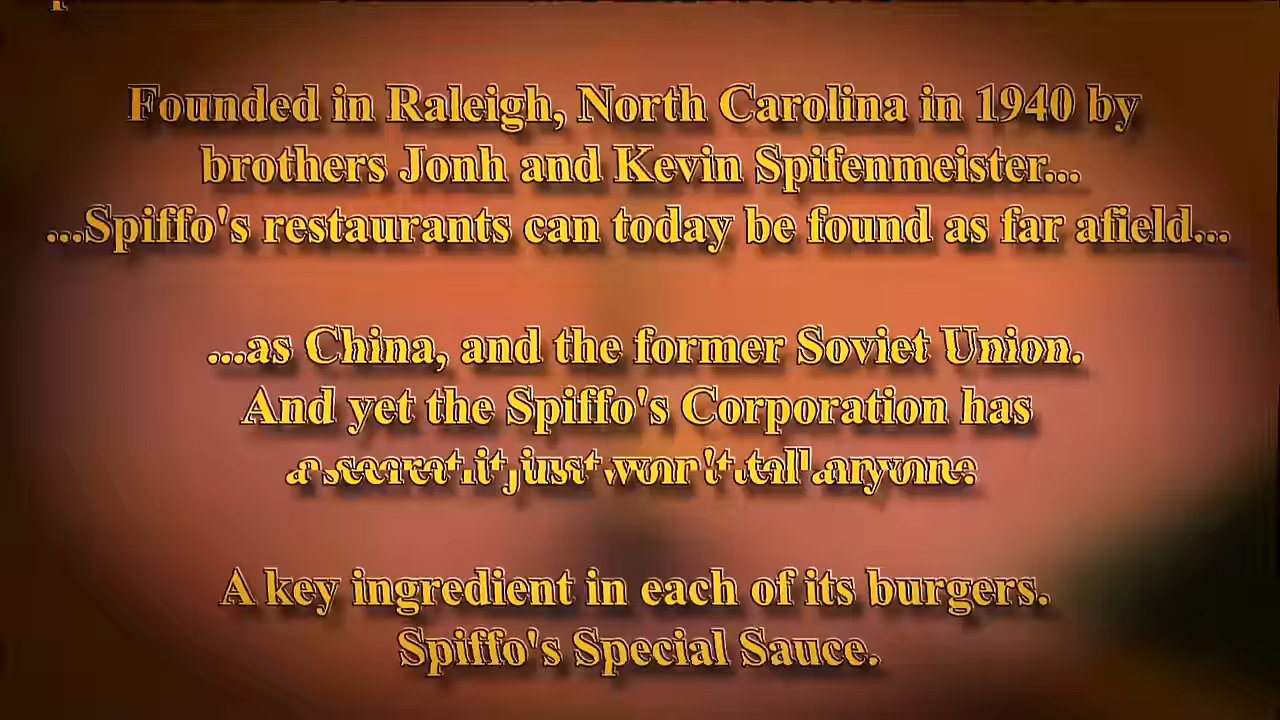 Founded in Raleigh, North Carolina in 1940 by
brothers Jonh and Kevin Spifenmeister...
...Spiffo's restaurants can today be found as far afield...
...as China, and the former Soviet Union.
And yet the Spiffo's Corporation has
a secret it just won't tell anyone:
A key ingredient in each of its burgers.
Spiffo's Special Sauce.